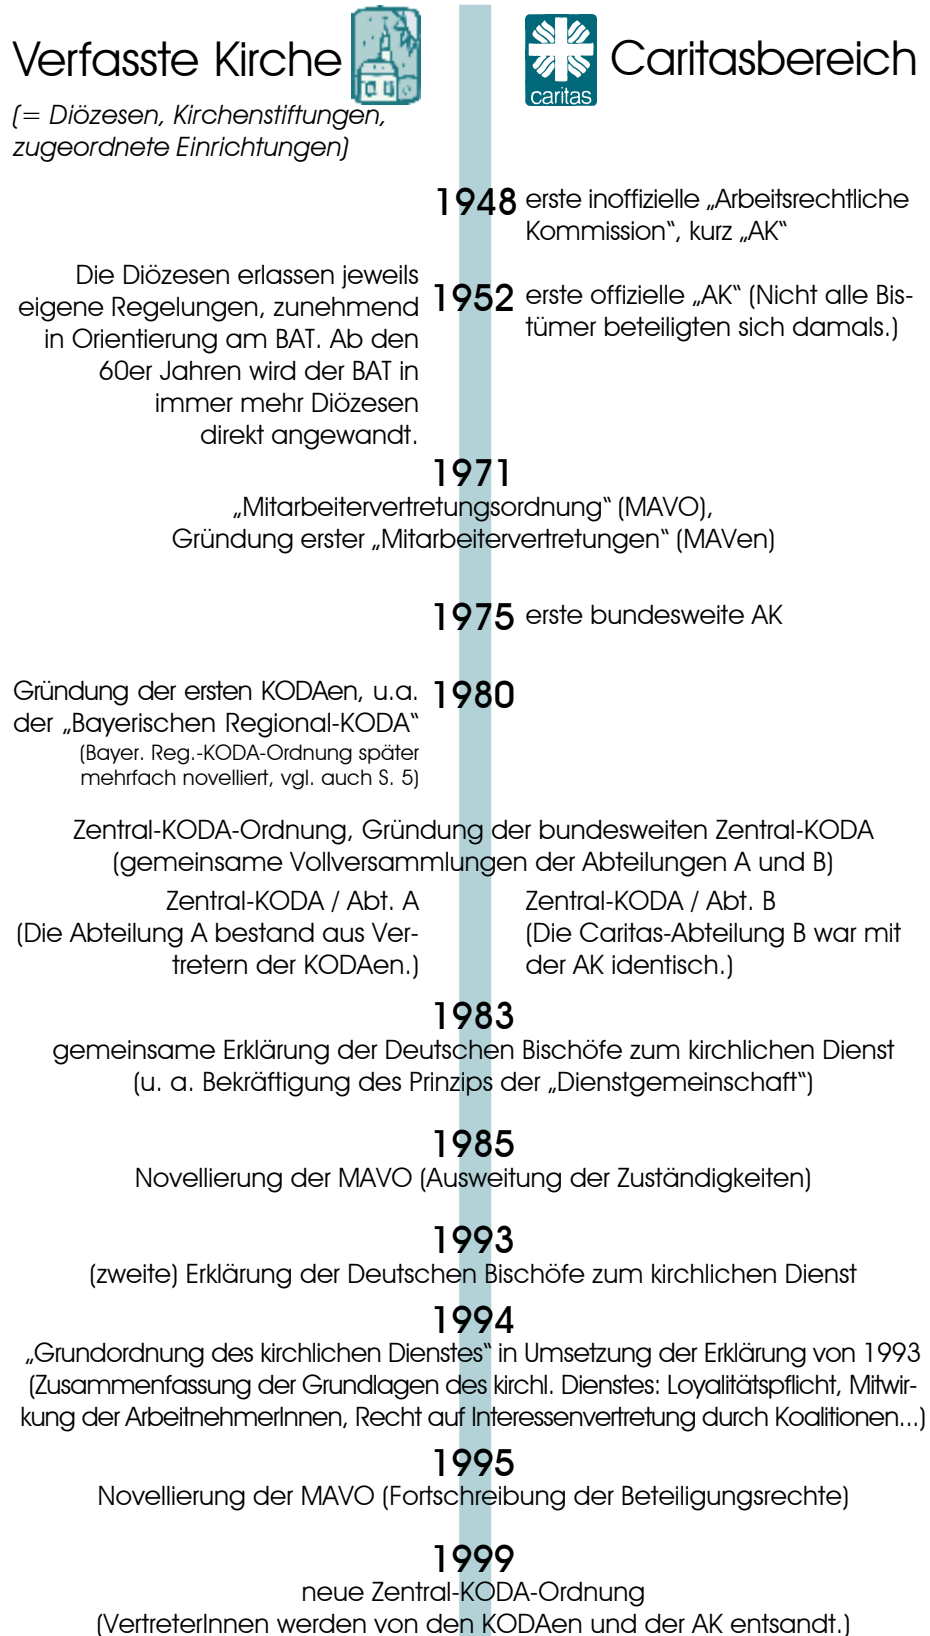 Verfasste Kirche
(= Diözesen, Kirchenstiftungen,
zugeordnete Einrichtungen)
caritas
Caritasbereich
1948
erste inoffizielle „Arbeitsrechtliche
Kommission“, kurz „AK“
Die Diözesen erlassen jeweils
eigene Regelungen, zunehmend
in Orientierung am BAT. Ab den
60er Jahren wird der BAT in
immer mehr Diözesen
direkt angewandt.
1952
erste offizielle „AK“ (Nicht alle Bis-
tümer beteiligten sich damals.)
1971
„Mitarbeitervertretungsordnung“ (MAVO),
Gründung erster „Mitarbeitervertretungen“ (MAVen)
1975
erste bundesweite AK
Gründung der ersten KODAen, u.a.
der „Bayerischen Regional-KODA“
(Bayer. Reg.-KODA-Ordnung später
mehrfach novelliert, vgl. auch S. 5)
1980
Zentral-KODA-Ordnung, Gründung der bundesweiten Zentral-KODA
(gemeinsame Vollversammlungen der Abteilungen A und B)
Zentral-KODA / Abt. A
(Die Abteilung A bestand aus Ver-
tretern der KODAen.)
Zentral-KODA / Abt. B
(Die Caritas-Abteilung B war mit
der AK identisch.)
1983
gemeinsame Erklärung der Deutschen Bischöfe zum kirchlichen Dienst
(u. a. Bekräftigung des Prinzips der „Dienstgemeinschaft“)
1985
Novellierung der MAVO (Ausweitung der Zuständigkeiten)
1993
(zweite) Erklärung der Deutschen Bischöfe zum kirchlichen Dienst
1994
„Grundordnung des kirchlichen Dienstes“ in Umsetzung der Erklärung von 1993
(Zusammenfassung der Grundlagen des kirchl. Dienstes: Loyalitätspflicht, Mitwir-
kung der ArbeitnehmerInnen, Recht auf Interessenvertretung durch Koalitionen...)
1995
Novellierung der MAVO (Fortschreibung der Beteiligungsrechte)
1999
neue Zentral-KODA-Ordnung
(VertreterInnen werden von den KODAen und der AK entsandt.)